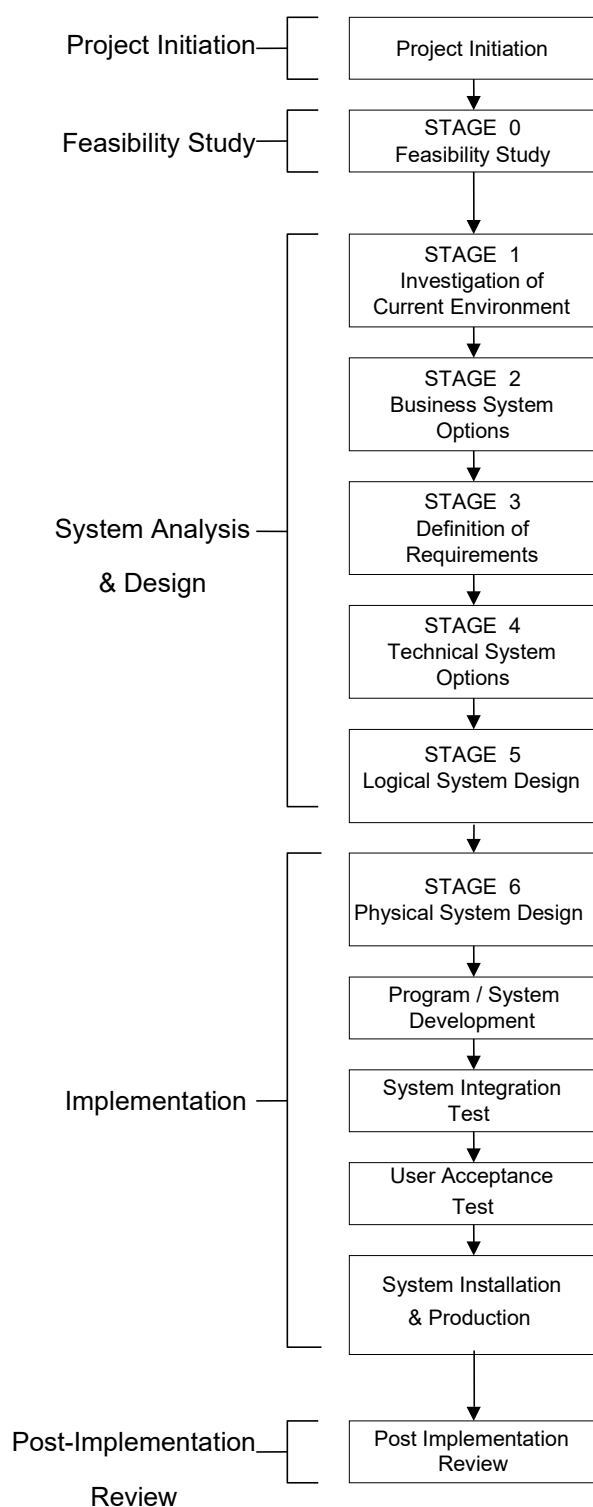 Project Initiation
Project Initiation
Feasibility Study
STAGE 0
Feasibility Study
System Analysis
& Design
STAGE 1
Investigation of
Current Environment
STAGE 2
Business System
Options
STAGE 3
Definition of
Requirements
STAGE 4
Technical System
Options
STAGE 5
Logical System Design
Implementation
STAGE 6
Physical System Design
Program / System
Development
System Integration
Test
User Acceptance
Test
System Installation
& Production
Post-Implementation
Review
Post Implementation
Review